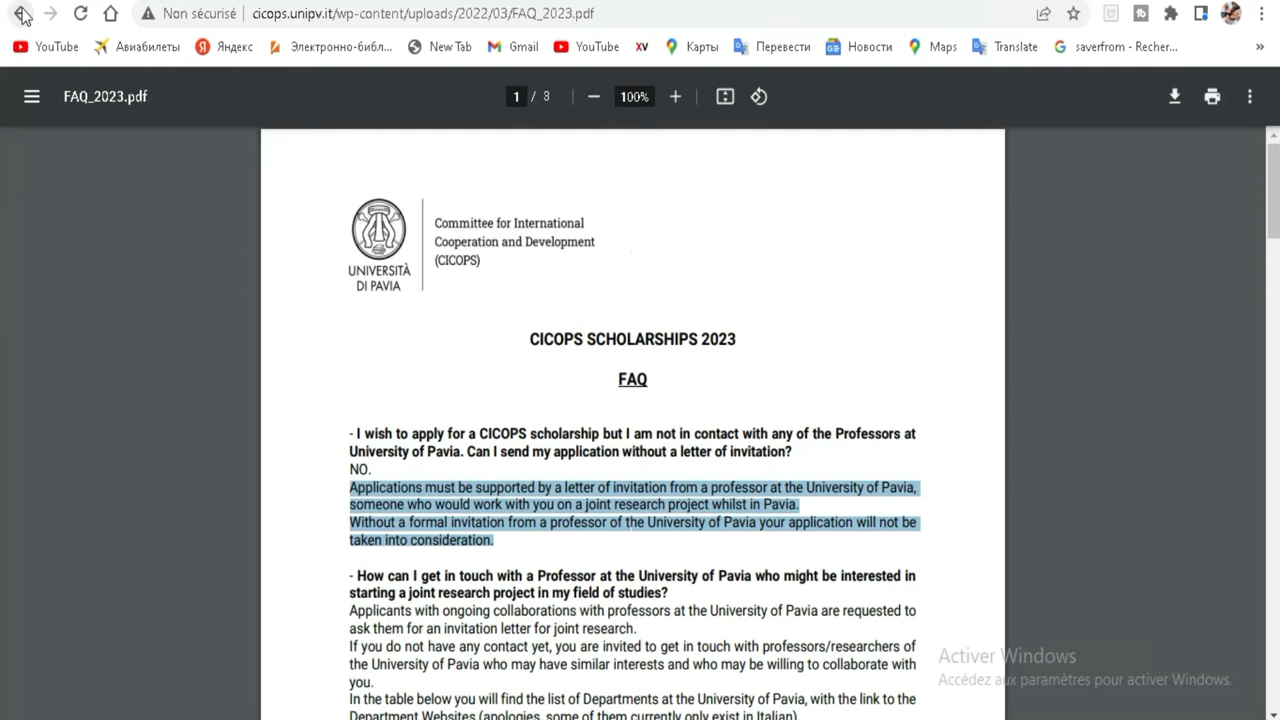 Non sécurisé | cicops.unipv.it/wp-content/uploads/2022/03/FAQ_2023.pdf
YouTube Авиабилеты Яндекс Электронно-библ... New Tab Gmail YouTube XV Карты Перевести Новости Maps Translate saverfrom - Recher... »
FAQ_2023.pdf 1 / 3 — 100% +
UNIVERSITÀ
DI PAVIA
Committee for International
Cooperation and Development
(CICOPS)
CICOPS SCHOLARSHIPS 2023
FAQ
- I wish to apply for a CICOPS scholarship but I am not in contact with any of the Professors at
University of Pavia. Can I send my application without a letter of invitation?
NO.
Applications must be supported by a letter of invitation from a professor at the University of Pavia,
someone who would work with you on a joint research project whilst in Pavia.
Without a formal invitation from a professor of the University of Pavia your application will not be
taken into consideration.
- How can I get in touch with a Professor at the University of Pavia who might be interested in
starting a joint research project in my field of studies?
Applicants with ongoing collaborations with professors at the University of Pavia are requested to
ask them for an invitation letter for joint research.
If you do not have any contact yet, you are invited to get in touch with professors/researchers of
the University of Pavia who may have similar interests and who may be willing to collaborate with
you.
In the table below you will find the list of Departments at the University of Pavia, with the link to the
Department Websites (apologies, some of them currently only exist in Italian).
Activer Windows
Accédez aux paramètres pour activer Windows.